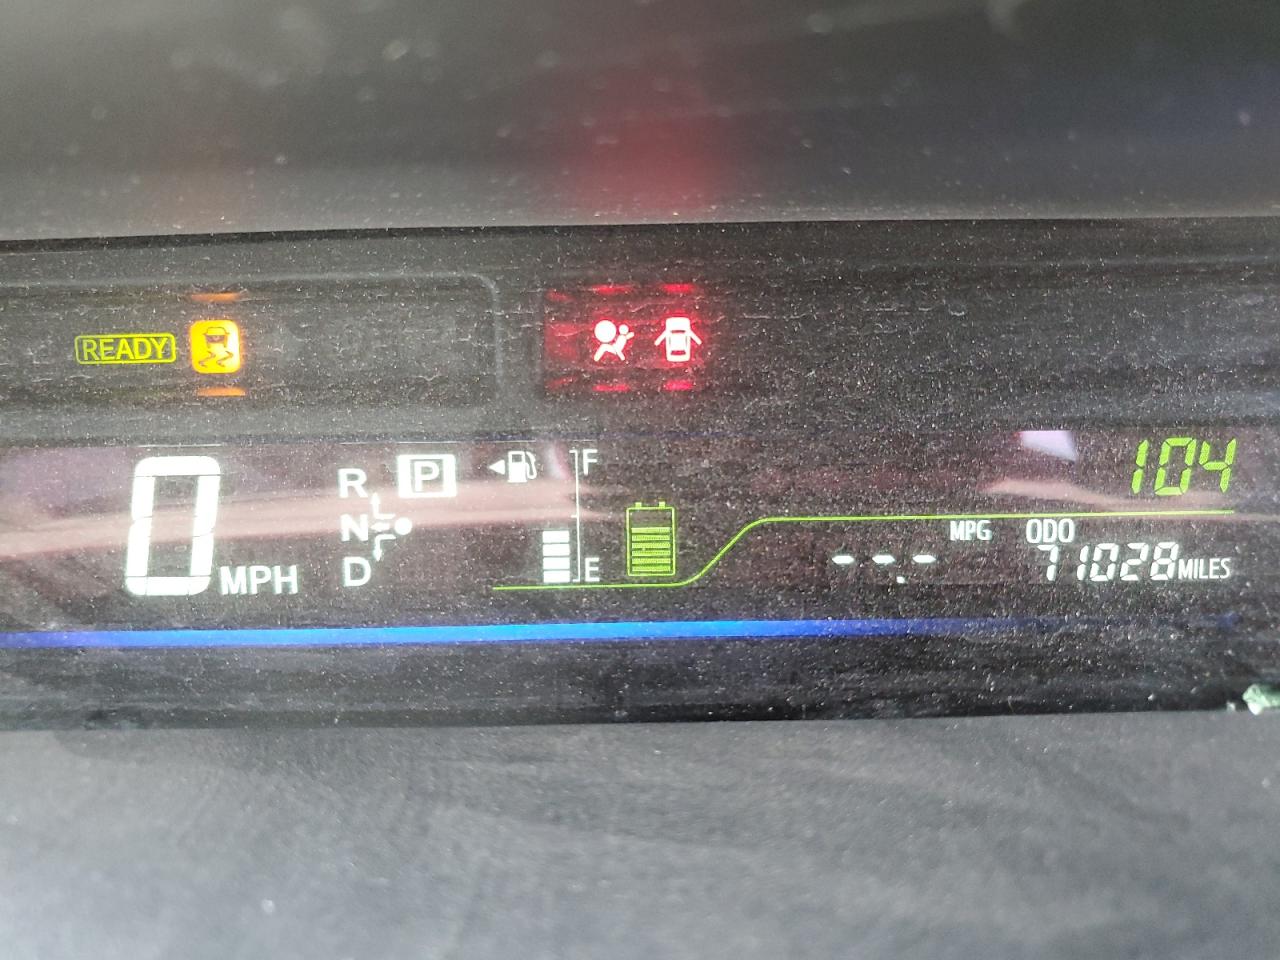 READY
0 MPH
R P
N
D
F
E
104
MPG ODO
--.- 71028 MILES